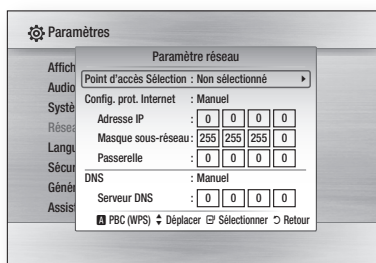 Paramètres
Paramètre réseau
Affich
Audio
Systè
Résea
Langu
Sécur
Génér
Assis
Point d'accès Sélection : Non sélectionné
Config. prot. Internet : Manuel
Adresse IP : 0 0 0 0
Masque sous-réseau : 255 255 255 0
Passerelle : 0 0 0 0
DNS : Manuel
Serveur DNS : 0 0 0 0
A PBC (WPS) Déplacer Sélectionner Retour